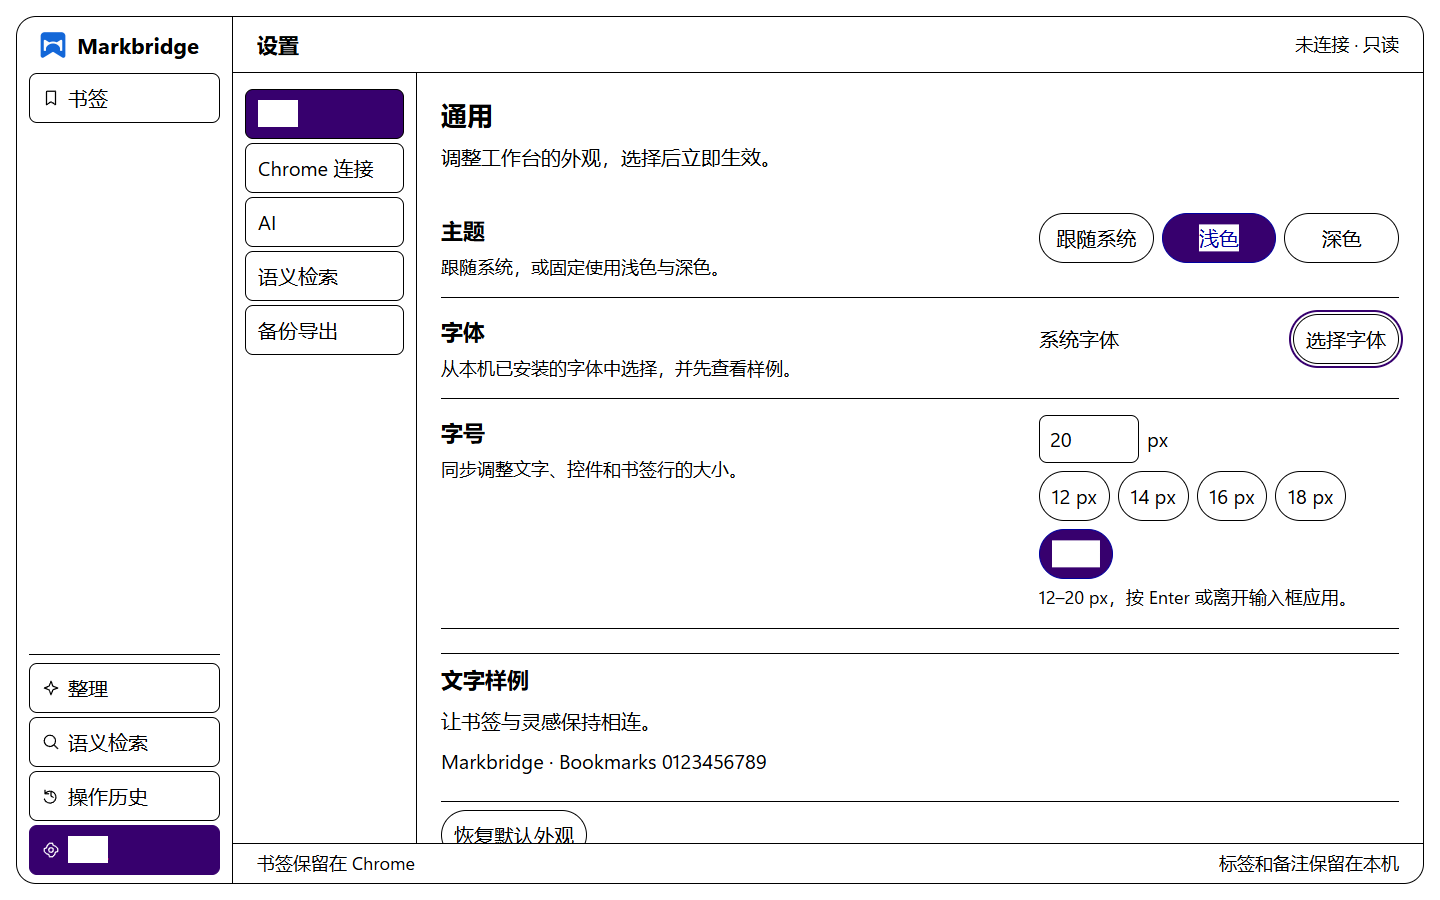 Markbridge
书签
整理
语义检索
操作历史
设置
未连接 · 只读
Chrome 连接
AI
语义检索
备份导出
通用
调整工作台的外观，选择后立即生效。
主题
跟随系统，或固定使用浅色与深色。
跟随系统
浅色
深色
字体
从本机已安装的字体中选择，并先查看样例。
系统字体
选择字体
字号
同步调整文字、控件和书签行的大小。
20 px
12 px
14 px
16 px
18 px
12–20 px，按 Enter 或离开输入框应用。
文字样例
让书签与灵感保持相连。
Markbridge · Bookmarks 0123456789
恢复默认外观
书签保留在 Chrome
标签和备注保留在本机